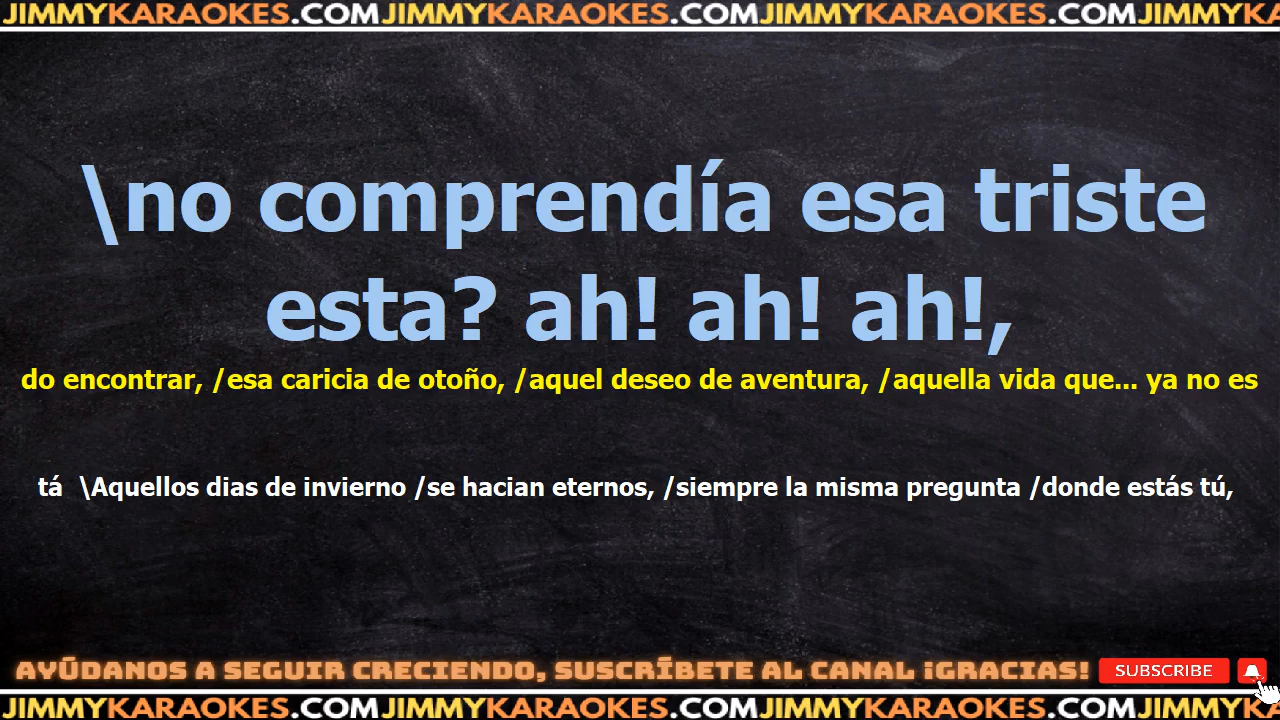 JIMMYKARAOKES.COMJIMMYKARAOKES.COMJIMMYKARAOKES.COMJIMMYKA
\no comprendía esa triste
esta? ah! ah! ah!,
do encontrar, /esa caricia de otoño, /aquel deseo de aventura, /aquella vida que... ya no es
tá \Aquellos dias de invierno /se hacian eternos, /siempre la misma pregunta /donde estás tú,
AYÚDANOS A SEGUIR CRECIENDO, SUSCRÍBETE AL CANAL ¡GRACIAS! SUBSCRIBE
JIMMYKARAOKES.COMJIMMYKARAOKES.COMJIMMYKARAOKES.COMJIMMYKA